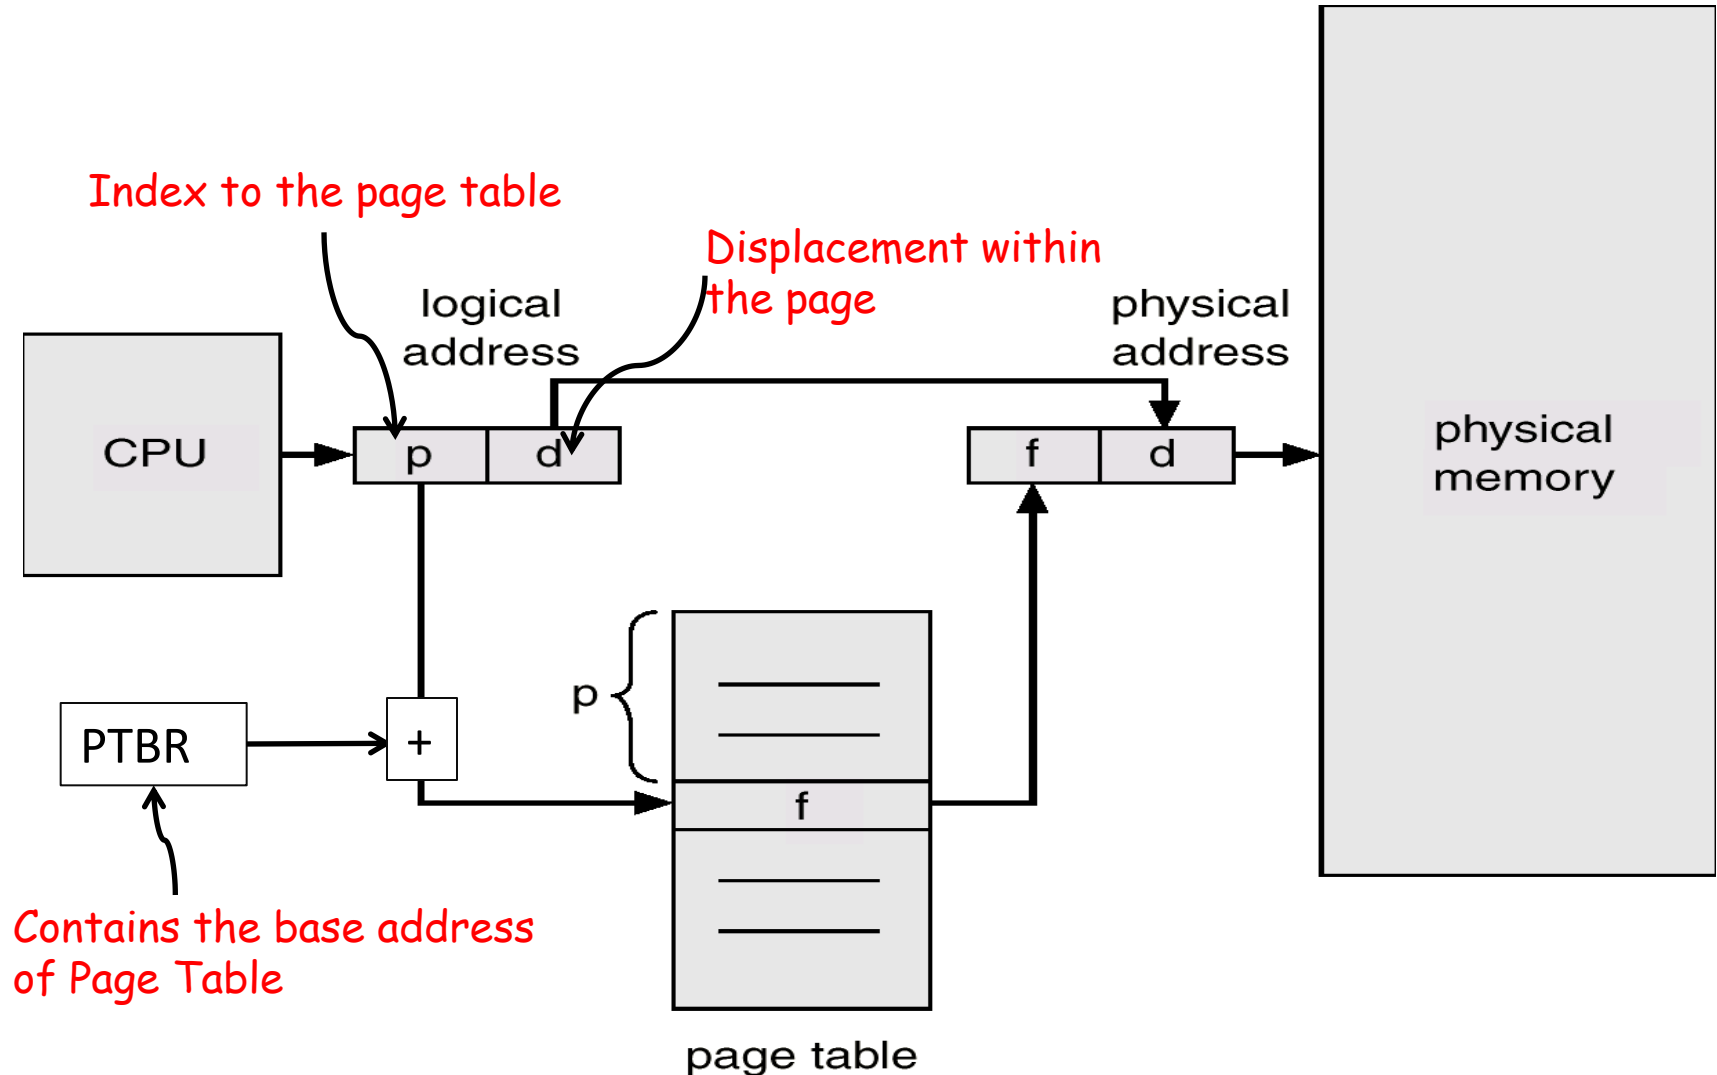 Index to the page table
Displacement within
the page
logical
address
physical
address
CPU
p
d
f
d
physical
memory
p
PTBR
+
f
Contains the base address
of Page Table
page table